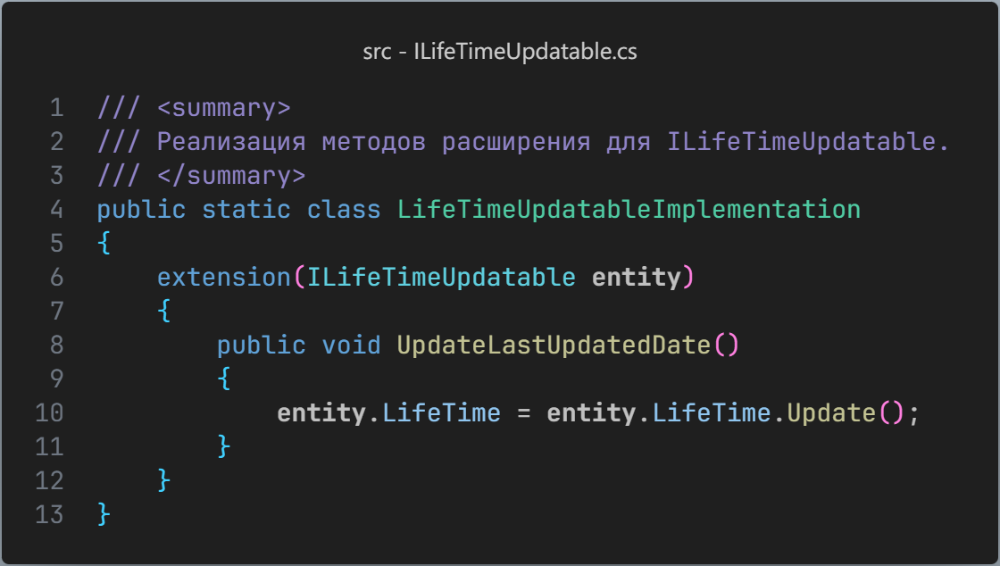 src - ILifeTimeUpdatable.cs
1 /// <summary>
2 /// Реализация методов расширения для ILifeTimeUpdatable.
3 /// </summary>
4 public static class LifeTimeUpdatableImplementation
5 {
6     extension(ILifeTimeUpdatable entity)
7     {
8         public void UpdateLastUpdatedDate()
9         {
10             entity.LifeTime = entity.LifeTime.Update();
11         }
12     }
13 }